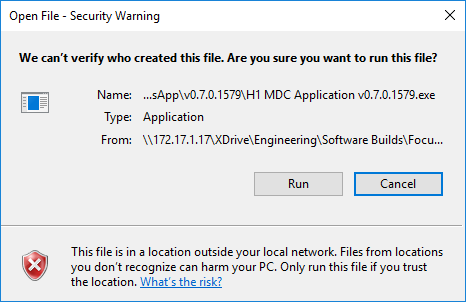 Open File - Security Warning
We can't verify who created this file. Are you sure you want to run this file?
Name: ...sApp\v0.7.0.1579\H1 MDC Application v0.7.0.1579.exe
Type: Application
From: \\172.17.1.17\XDrive\Engineering\Software Builds\Focu...
Run Cancel
This file is in a location outside your local network. Files from locations
you don't recognize can harm your PC. Only run this file if you trust
the location. What's the risk?